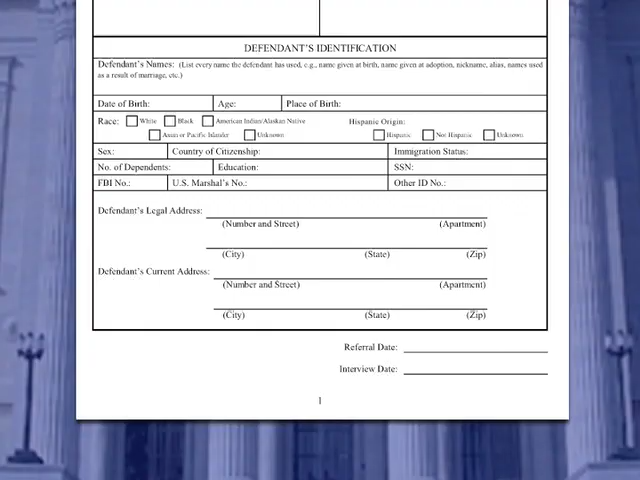 DEFENDANT'S IDENTIFICATION
Defendant's Names: (List every name the defendant has used, e.g., name given at birth, name given at adoption, nickname, alias, names used
as a result of marriage, etc.)
Date of Birth: Age: Place of Birth:
Race: White Black American Indian/Alaskan Native Hispanic Origin:
Asian or Pacific Islander Unknown Hispanic Not Hispanic Unknown
Sex: Country of Citizenship: Immigration Status:
No. of Dependents: Education: SSN:
FBI No.: U.S. Marshal's No.: Other ID No.:
Defendant's Legal Address:
(Number and Street) (Apartment)
(City) (State) (Zip)
Defendant's Current Address:
(Number and Street) (Apartment)
(City) (State) (Zip)
Referral Date:
Interview Date:
1